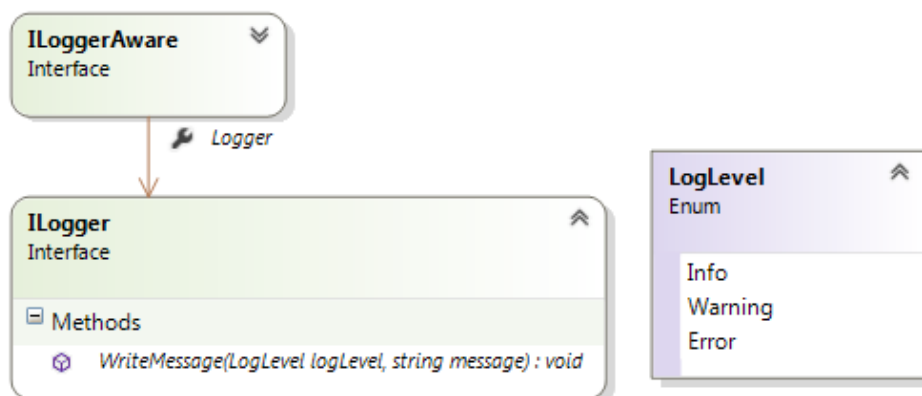 ILoggerAware
Interface
Logger
ILogger
Interface
Methods
WriteMessage(LogLevel logLevel, string message) : void
LogLevel
Enum
Info
Warning
Error